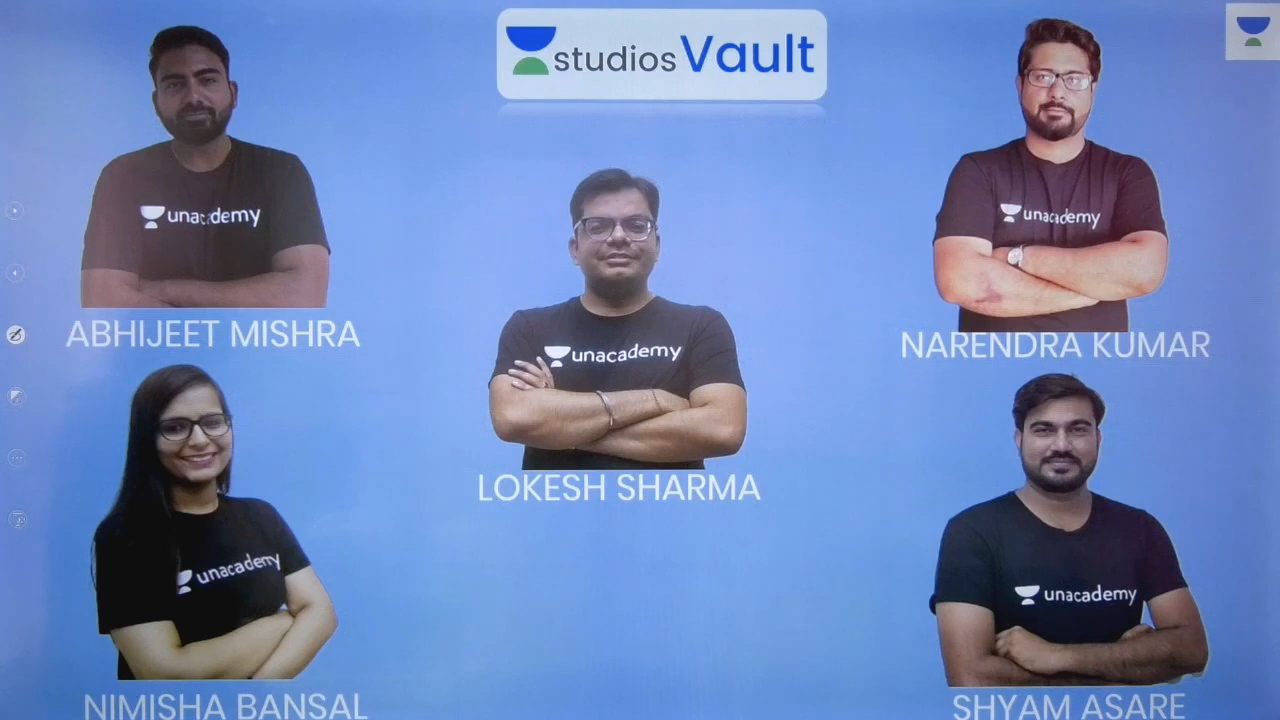 studios Vault
unacademy
ABHIJEET MISHRA
unacademy
NARENDRA KUMAR
unacademy
LOKESH SHARMA
unacademy
NIMISHA BANSAL
unacademy
SHYAM ASARE